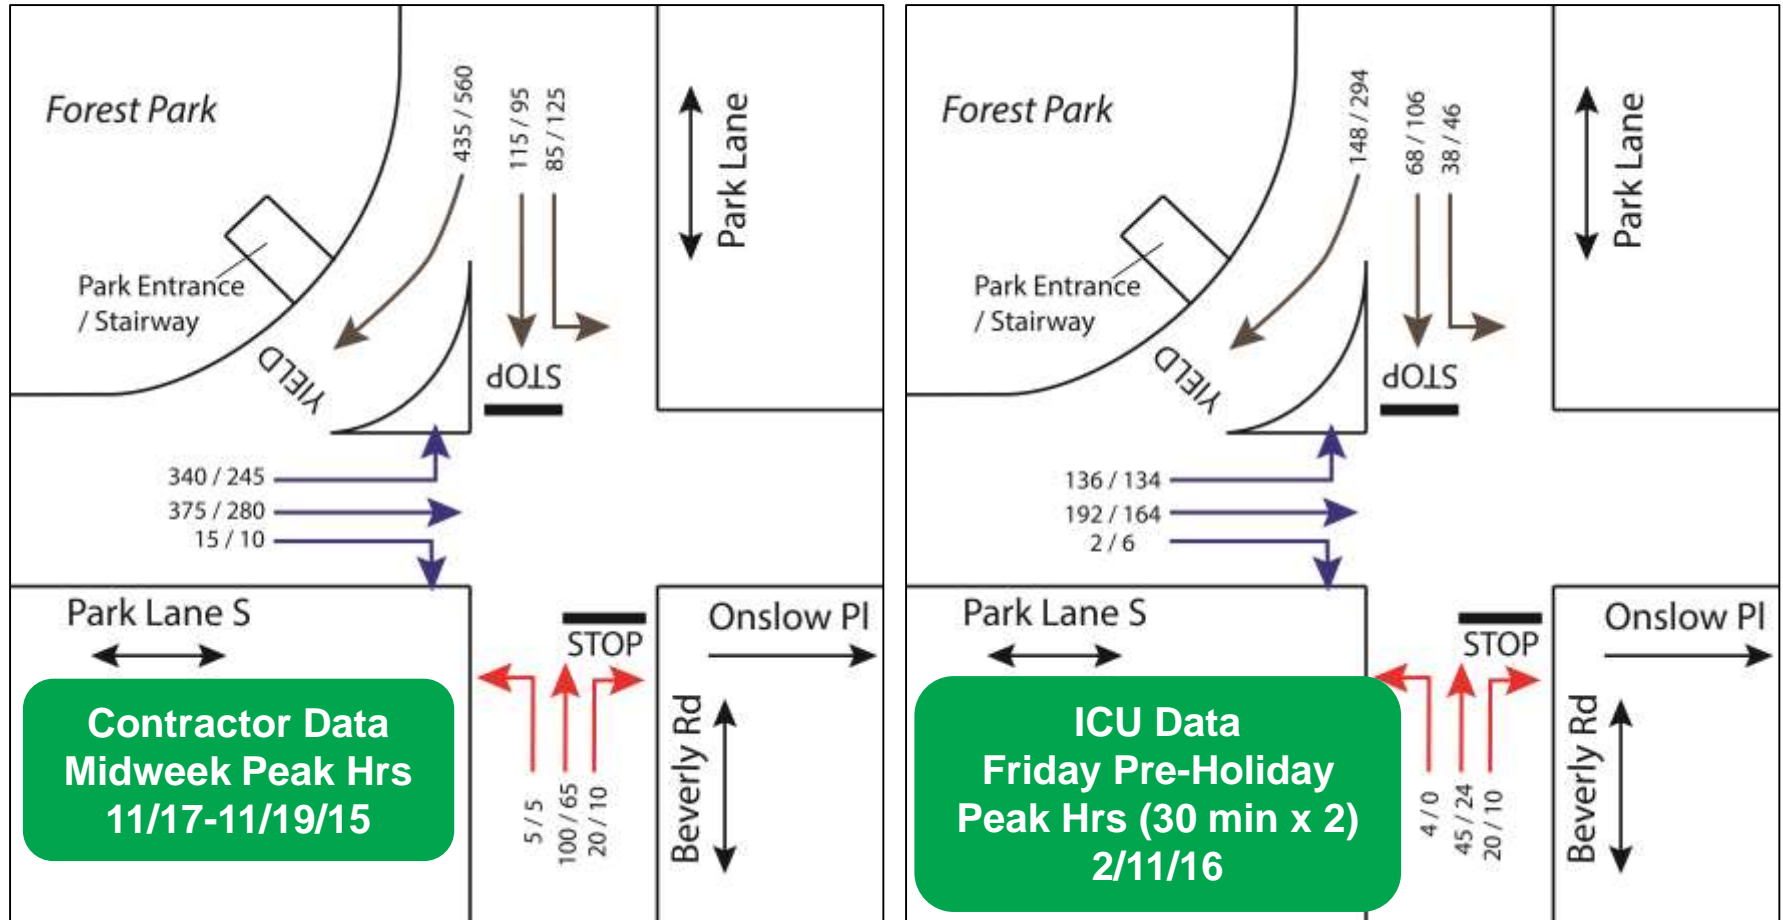 Forest Park
435 / 560
115 / 95
85 / 125
Park Lane
Park Entrance
/ Stairway
YIELD
STOP
340 / 245
375 / 280
15 / 10
Park Lane S
STOP
Onslow Pl
Contractor Data
Midweek Peak Hrs
11/17-11/19/15
5 / 5
100 / 65
20 / 10
Beverly Rd
Forest Park
148 / 294
68 / 106
38 / 46
Park Lane
Park Entrance
/ Stairway
YIELD
STOP
136 / 134
192 / 164
2 / 6
Park Lane S
STOP
Onslow Pl
ICU Data
Friday Pre-Holiday
Peak Hrs (30 min x 2)
2/11/16
4 / 0
45 / 24
20 / 10
Beverly Rd